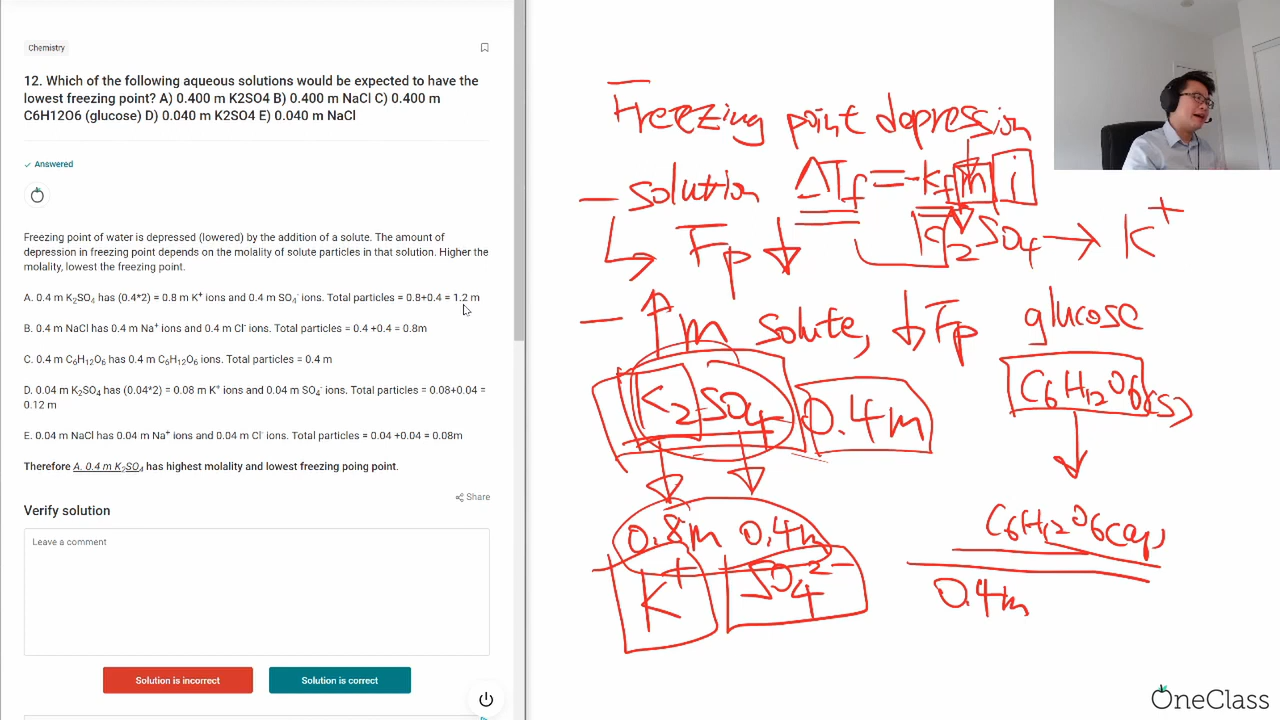 Chemistry
12. Which of the following aqueous solutions would be expected to have the
lowest freezing point? A) 0.400 m K2SO4 B) 0.400 m NaCl C) 0.400 m
C6H12O6 (glucose) D) 0.040 m K2SO4 E) 0.040 m NaCl
✓ Answered
Freezing point of water is depressed (lowered) by the addition of a solute. The amount of
depression in freezing point depends on the molality of solute particles in that solution. Higher the
molality, lowest the freezing point.
A. 0.4 m K₂SO₄ has (0.4*2) = 0.8 m K⁺ ions and 0.4 m SO₄⁻ ions. Total particles = 0.8+0.4 = 1.2 m
B. 0.4 m NaCl has 0.4 m Na⁺ ions and 0.4 m Cl⁻ ions. Total particles = 0.4 +0.4 = 0.8m
C. 0.4 m C₆H₁₂O₆ has 0.4 m C₆H₁₂O₆ ions. Total particles = 0.4 m
D. 0.04 m K₂SO₄ has (0.04*2) = 0.08 m K⁺ ions and 0.04 m SO₄⁻ ions. Total particles = 0.08+0.04 =
0.12 m
E. 0.04 m NaCl has 0.04 m Na⁺ ions and 0.04 m Cl⁻ ions. Total particles = 0.04 +0.04 = 0.08m
Therefore A. 0.4 m K₂SO₄ has highest molality and lowest freezing poing point.
Share
Verify solution
Leave a comment
Solution is incorrect
Solution is correct
Freezing point depression
- solution ΔTf = -kf m i
↳ Fp ↓ K₂SO₄ → K⁺
- ↑ m solute, ↓ Fp glucose
K₂SO₄ 0.4m C₆H₁₂O₆(s)
0.8m 0.4m C₆H₁₂O₆(aq)
K⁺ SO₄²⁻ 0.4m
OneClass